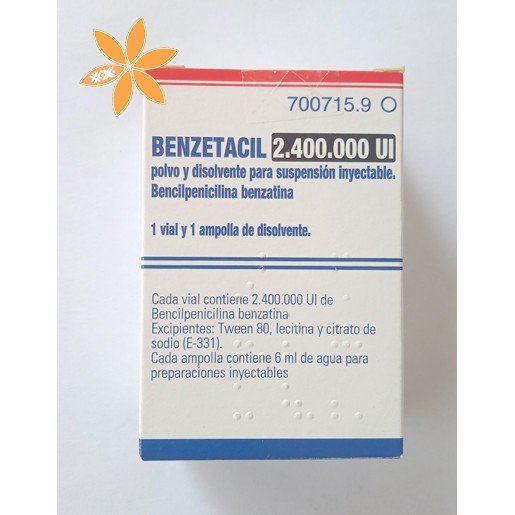 700715.9 O
BENZETACIL 2.400.000 UI
polvo y disolvente para suspensión inyectable.
Bencilpenicilina benzatina
1 vial y 1 ampolla de disolvente.
Cada vial contiene 2.400.000 UI de
Bencilpenicilina benzatina
Excipientes: Tween 80, lecitina y citrato de
sodio (E-331).
Cada ampolla contiene 6 ml de agua para
preparaciones inyectables